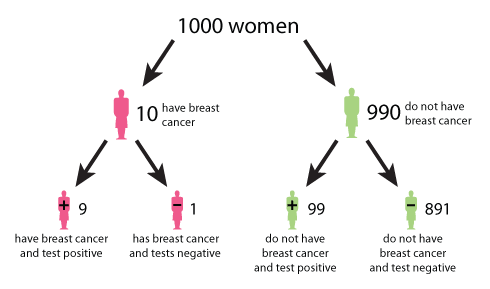 1000 women
10 have breast
cancer
990 do not have
breast cancer
+ 9
- 1
+ 99
- 891
have breast cancer
and test positive
has breast cancer
and tests negative
do not have
breast cancer
and test positive
do not have
breast cancer
and test negative